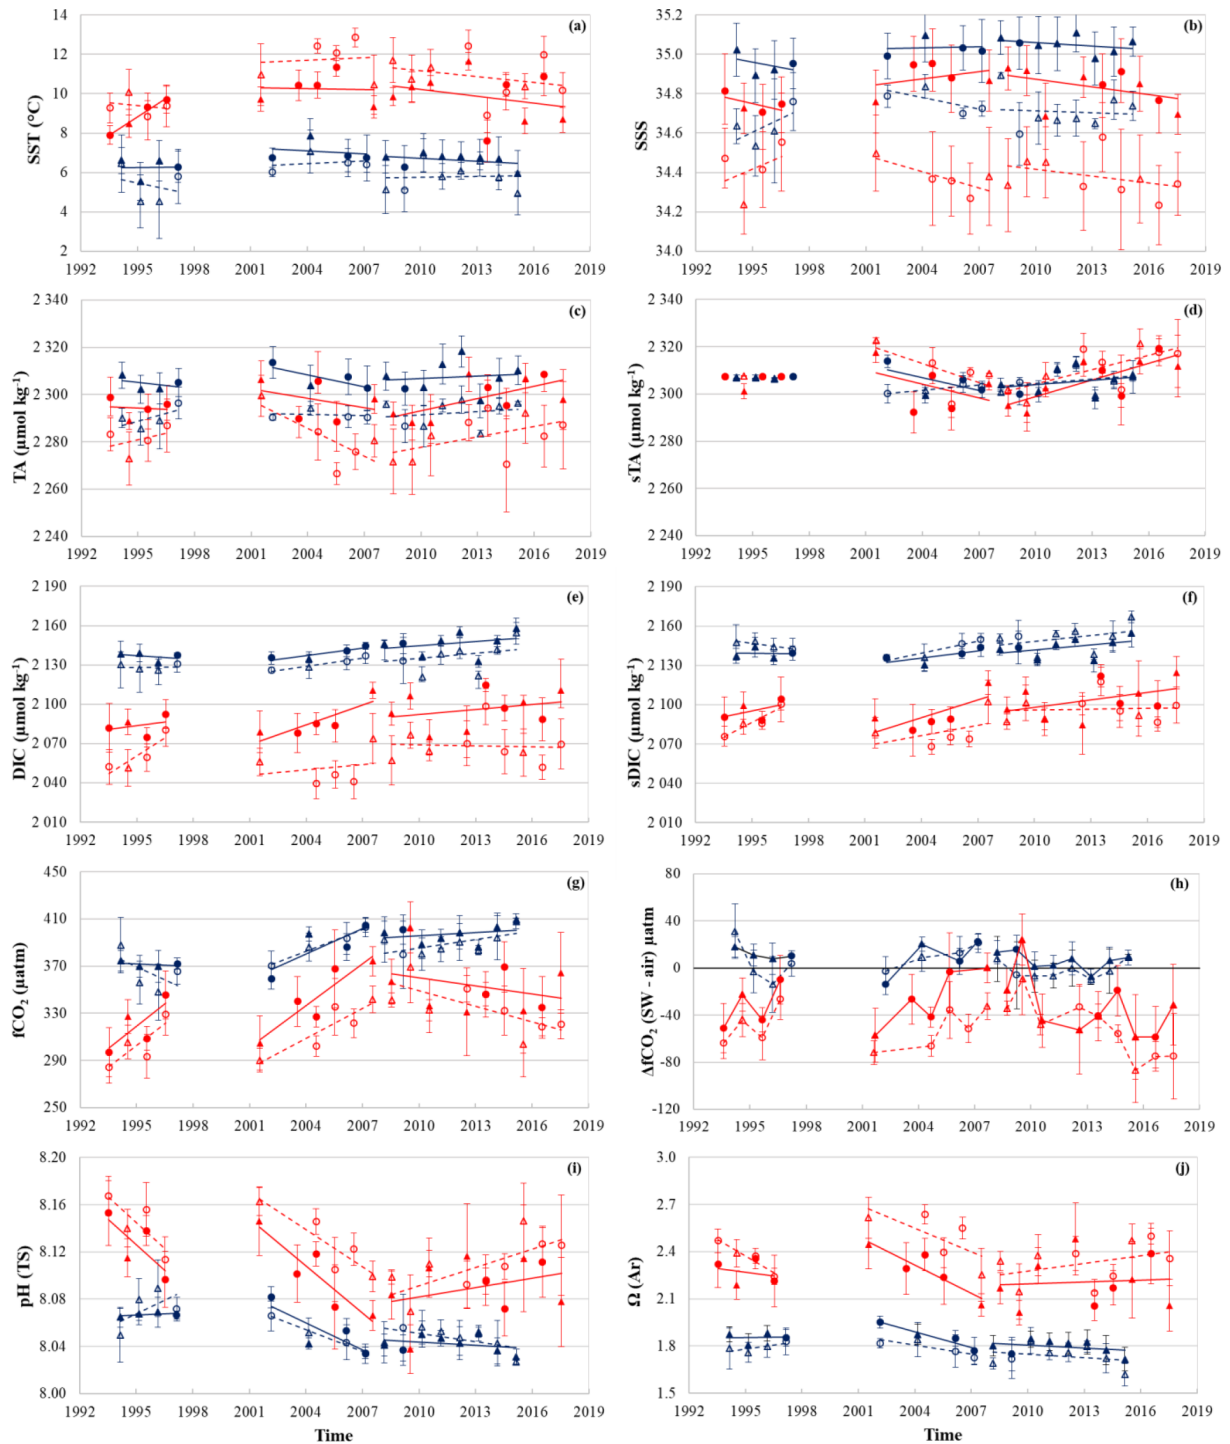 (a)
SST (°C)
14
12
10
8
6
4
2
1992 1995 1998 2001 2004 2007 2010 2013 2016 2019
(b)
SSS
35.2
35.0
34.8
34.6
34.4
34.2
34.0
1992 1995 1998 2001 2004 2007 2010 2013 2016 2019
(c)
TA (µmol kg⁻¹)
2 340
2 320
2 300
2 280
2 260
2 240
1992 1995 1998 2001 2004 2007 2010 2013 2016 2019
(d)
sTA (µmol kg⁻¹)
2 340
2 320
2 300
2 280
2 260
2 240
1992 1995 1998 2001 2004 2007 2010 2013 2016 2019
(e)
DIC (µmol kg⁻¹)
2 190
2 160
2 130
2 100
2 070
2 040
2 010
1992 1995 1998 2001 2004 2007 2010 2013 2016 2019
(f)
sDIC (µmol kg⁻¹)
2 190
2 160
2 130
2 100
2 070
2 040
2 010
1992 1995 1998 2001 2004 2007 2010 2013 2016 2019
(g)
fCO₂ (µatm)
450
410
370
330
290
250
1992 1995 1998 2001 2004 2007 2010 2013 2016 2019
(h)
ΔfCO₂ (SW - air) µatm
80
40
0
-40
-80
-120
1992 1995 1998 2001 2004 2007 2010 2013 2016 2019
(i)
pH (TS)
8.20
8.16
8.12
8.08
8.04
8.00
1992 1995 1998 2001 2004 2007 2010 2013 2016 2019
Time
(j)
Ω (Ar)
3.0
2.7
2.4
2.1
1.8
1.5
1992 1995 1998 2001 2004 2007 2010 2013 2016 2019
Time